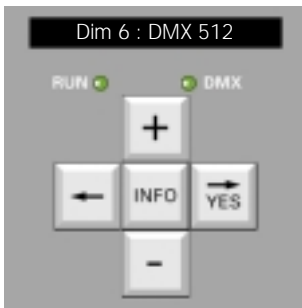 Dim 6 : DMX 512
RUN DMX
+
INFO YES
-